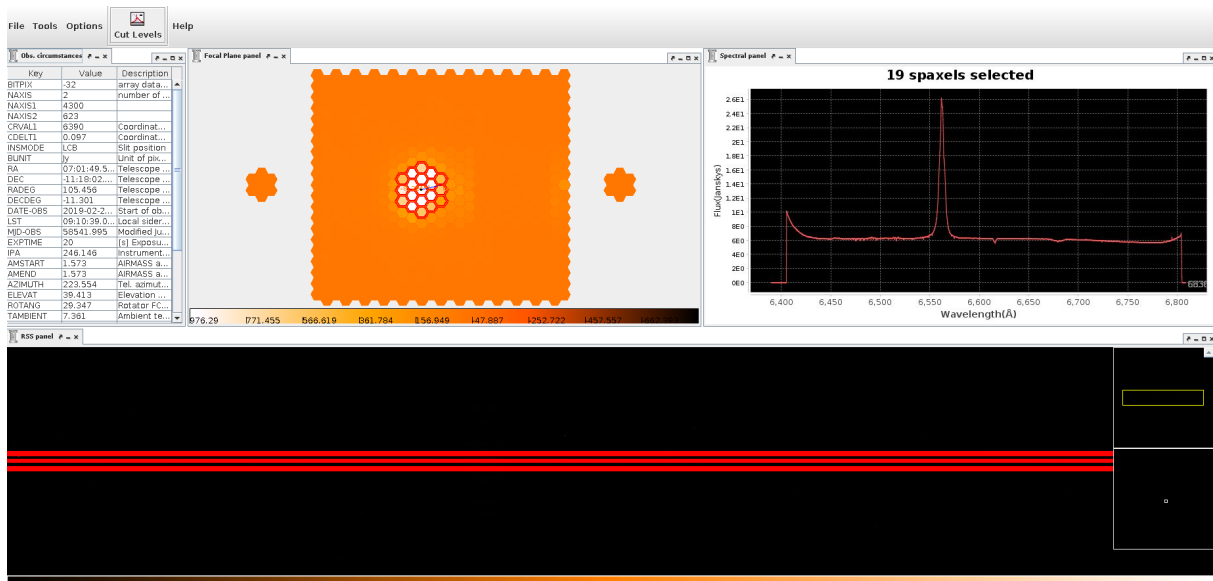 File Tools Options Cut Levels Help
Obs. circumstances
Key Value Description
BITPIX -32 array data...
NAXIS 2 number of ...
NAXIS1 4300
NAXIS2 623
CRVAL1 6390 Coordinat...
CDELT1 0.097 Coordinat...
INSMODE LCB Slit position
BUNIT Jy Unit of pix...
RA 07:01:49.5... Telescope ...
DEC -11:18:02.... Telescope ...
RADEG 105.456 Telescope ...
DECDEG -11.301 Telescope ...
DATE-OBS 2019-02-2... Start of ob...
LST 09:10:39.0... Local sider...
MJD-OBS 58541.995 Modified Ju...
EXPTIME 20 [s] Exposu...
IPA 246.146 Instrument...
AMSTART 1.573 AIRMASS a...
AMEND 1.573 AIRMASS a...
AZIMUTH 223.554 Tel. azimut...
ELEVAT 39.413 Elevation ...
ROTANG 29.347 Rotator FC...
TAMBIENT 7.361 Ambient te...
Focal Plane panel
976.29 771.455 566.619 361.784 156.949 -47.887 -252.722 -457.557
Spectral panel
19 spaxels selected
Flux(Janskys)
2.6E1
2.4E1
2.2E1
1.8E1
1.6E1
1.4E1
1.2E1
1E1
8E0
6E0
4E0
2E0
0E0
6,400 6,450 6,500 6,550 6,600 6,650 6,700 6,750 6,800
Wavelength(Å)
RSS panel